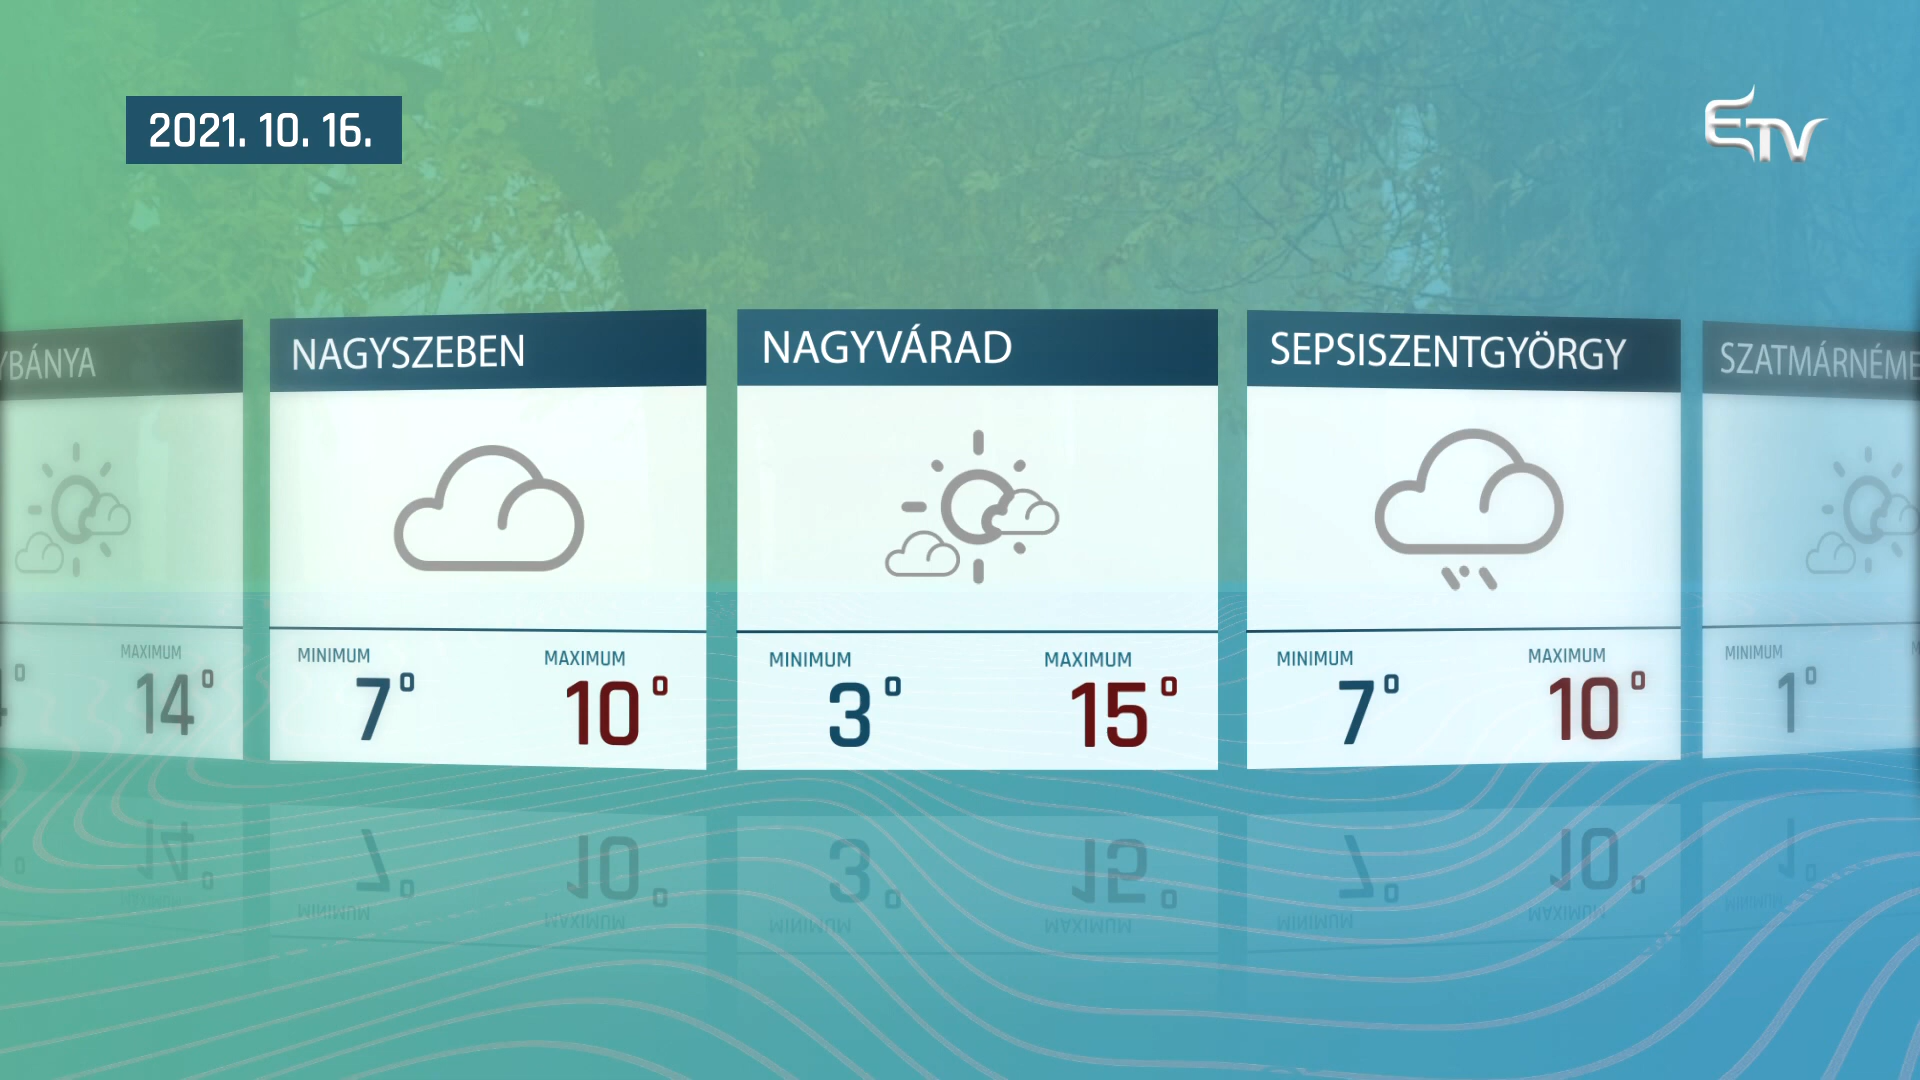 2021. 10. 16.
ETV
YBÁNYA
NAGYSZEBEN
NAGYVÁRAD
SEPSISZENTGYÖRGY
SZATMÁRNÉME
MAXIMUM
14°
MINIMUM
MAXIMUM
7°
10°
MINIMUM
MAXIMUM
3°
15°
MINIMUM
MAXIMUM
7°
10°
MINIMUM
1°